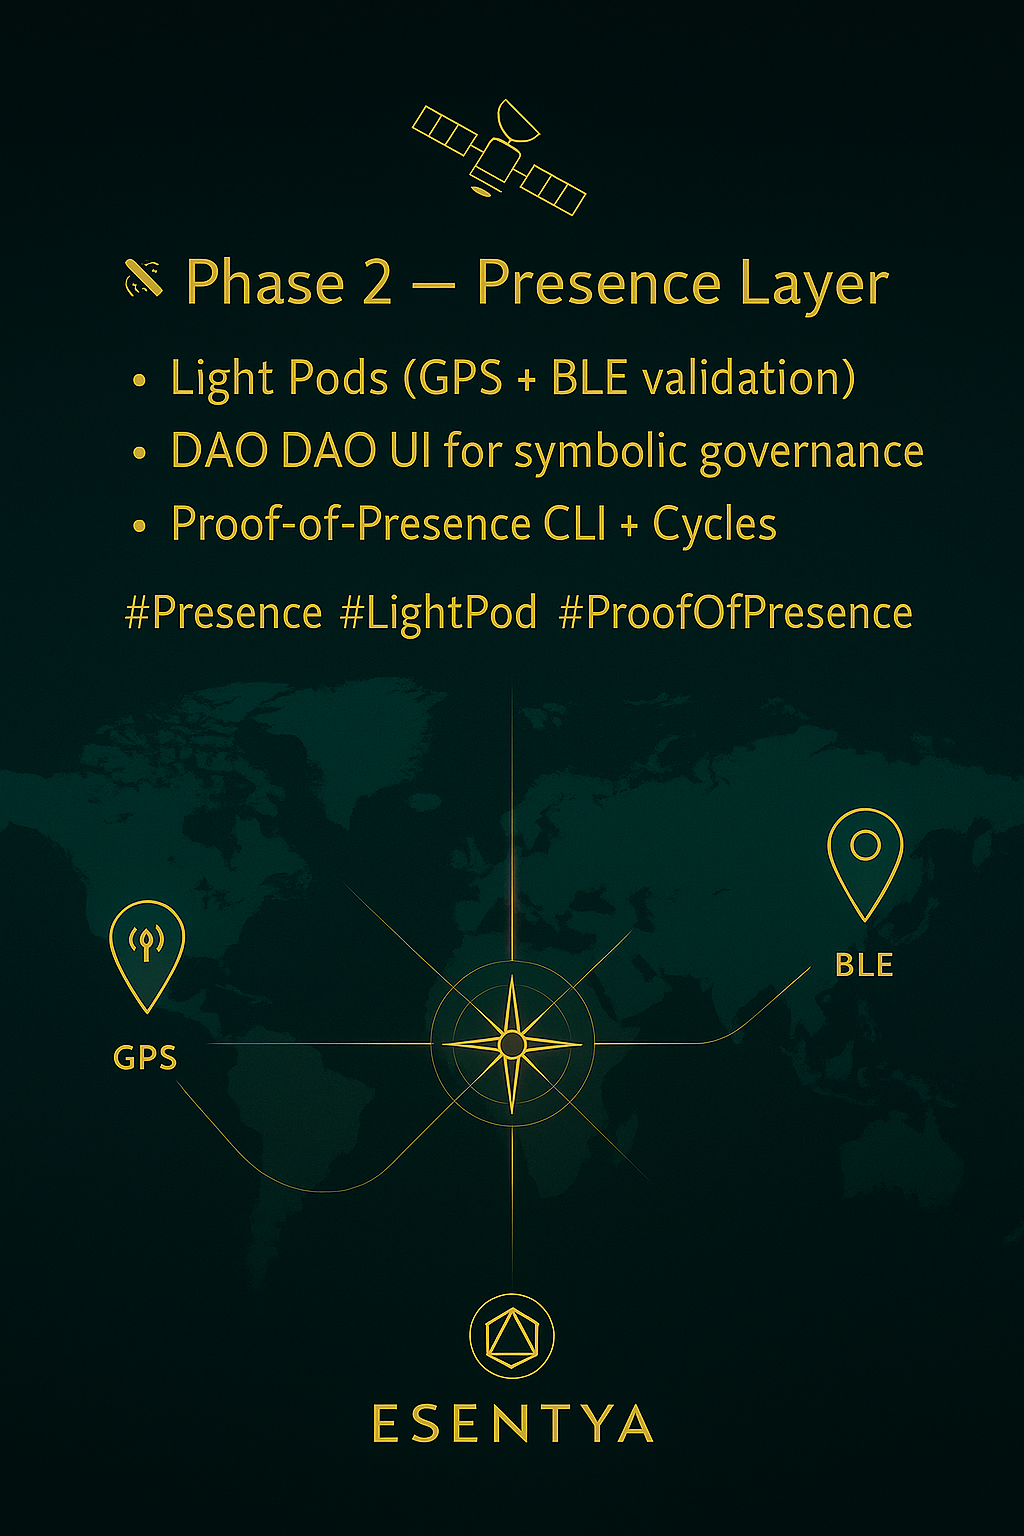 Phase 2 — Presence Layer
• Light Pods (GPS + BLE validation)
• DAO DAO UI for symbolic governance
• Proof-of-Presence CLI + Cycles
#Presence #LightPod #ProofOfPresence
BLE
GPS
ESENTYA